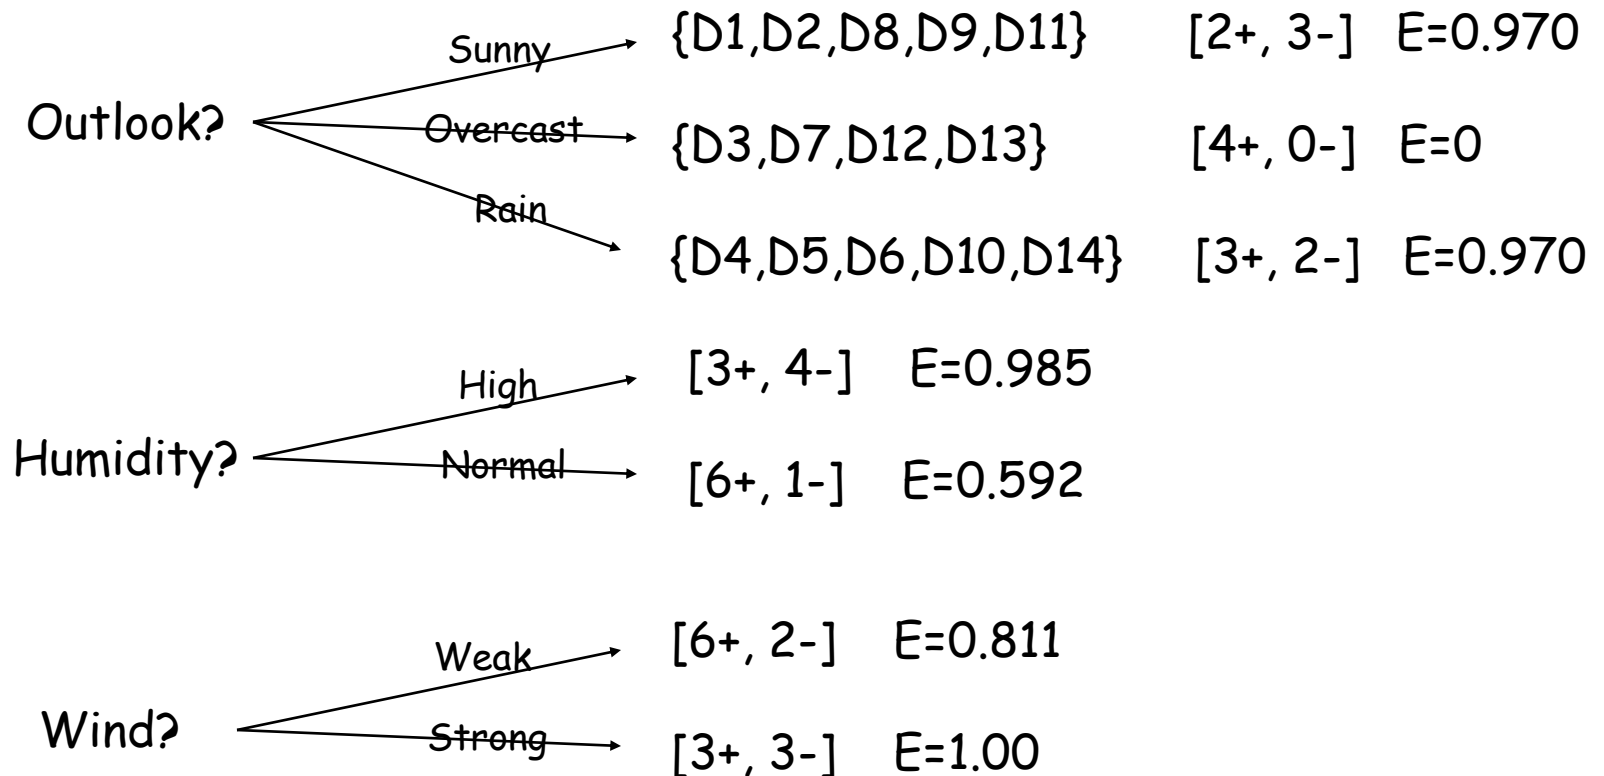 Sunny {D1,D2,D8,D9,D11} [2+, 3-] E=0.970
Outlook? Overcast {D3,D7,D12,D13} [4+, 0-] E=0
Rain
{D4,D5,D6,D10,D14} [3+, 2-] E=0.970
High [3+, 4-] E=0.985
Humidity? Normal [6+, 1-] E=0.592
Weak [6+, 2-] E=0.811
Wind? Strong [3+, 3-] E=1.00